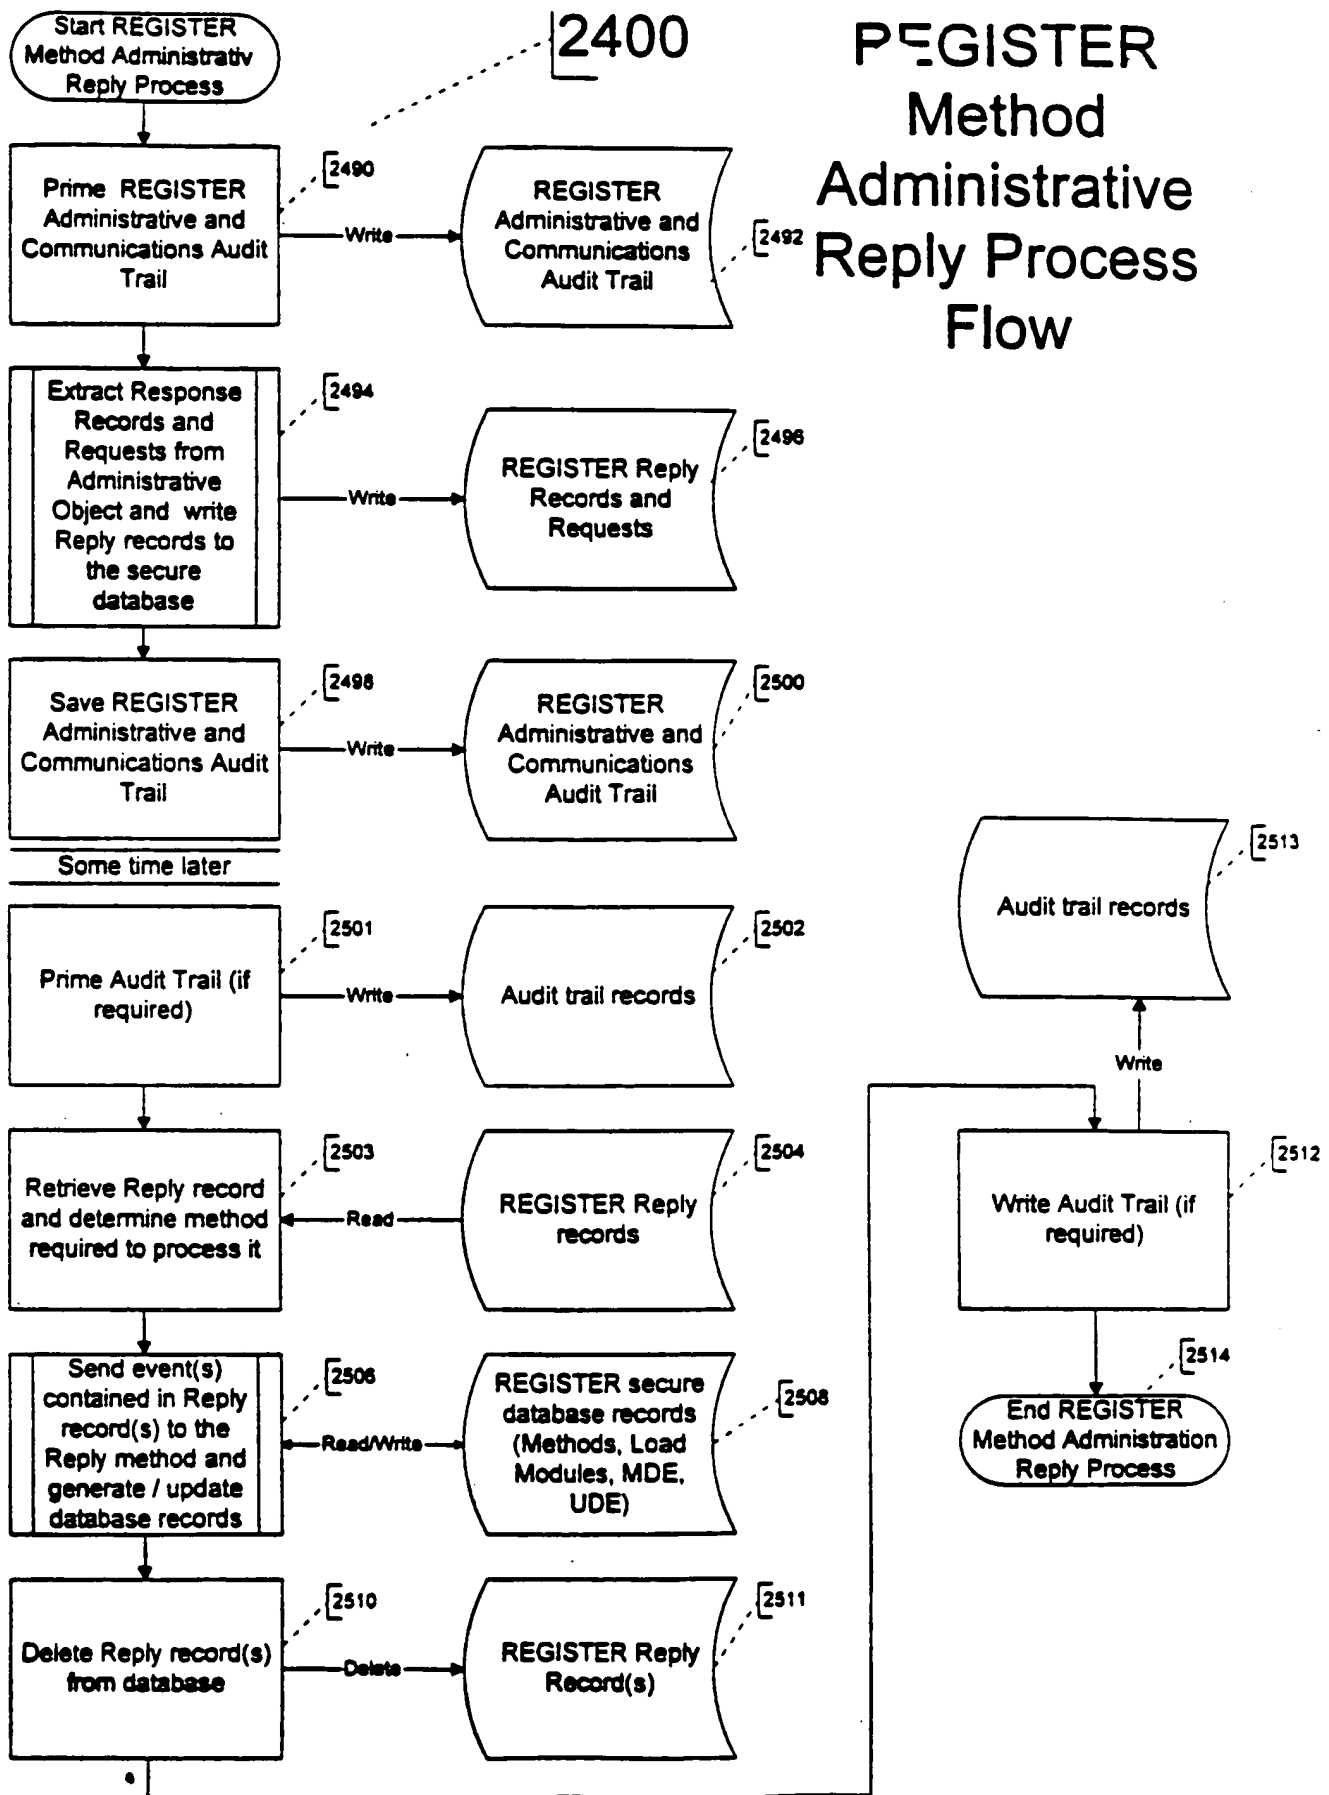 Start REGISTER
Method Administrativ
Reply Process
2400
REGISTER
Method
Administrative
Reply Process
Flow
Prime REGISTER
Administrative and
Communications Audit
Trail
2490
Write
REGISTER
Administrative and
Communications
Audit Trail
2492
Extract Response
Records and
Requests from
Administrative
Object and write
Reply records to
the secure
database
2494
Write
REGISTER Reply
Records and
Requests
2496
Save REGISTER
Administrative and
Communications Audit
Trail
2498
Write
REGISTER
Administrative and
Communications
Audit Trail
2500
Some time later
Prime Audit Trail (if
required)
2501
Write
Audit trail records
2502
Retrieve Reply record
and determine method
required to process it
2503
Read
REGISTER Reply
records
2504
Send event(s)
contained in Reply
record(s) to the
Reply method and
generate / update
database records
2506
Read/Write
REGISTER secure
database records
(Methods, Load
Modules, MDE,
UDE)
2508
Delete Reply record(s)
from database
2510
Delete
REGISTER Reply
Record(s)
2511
Audit trail records
2513
Write
Write Audit Trail (if
required)
2512
End REGISTER
Method Administration
Reply Process
2514